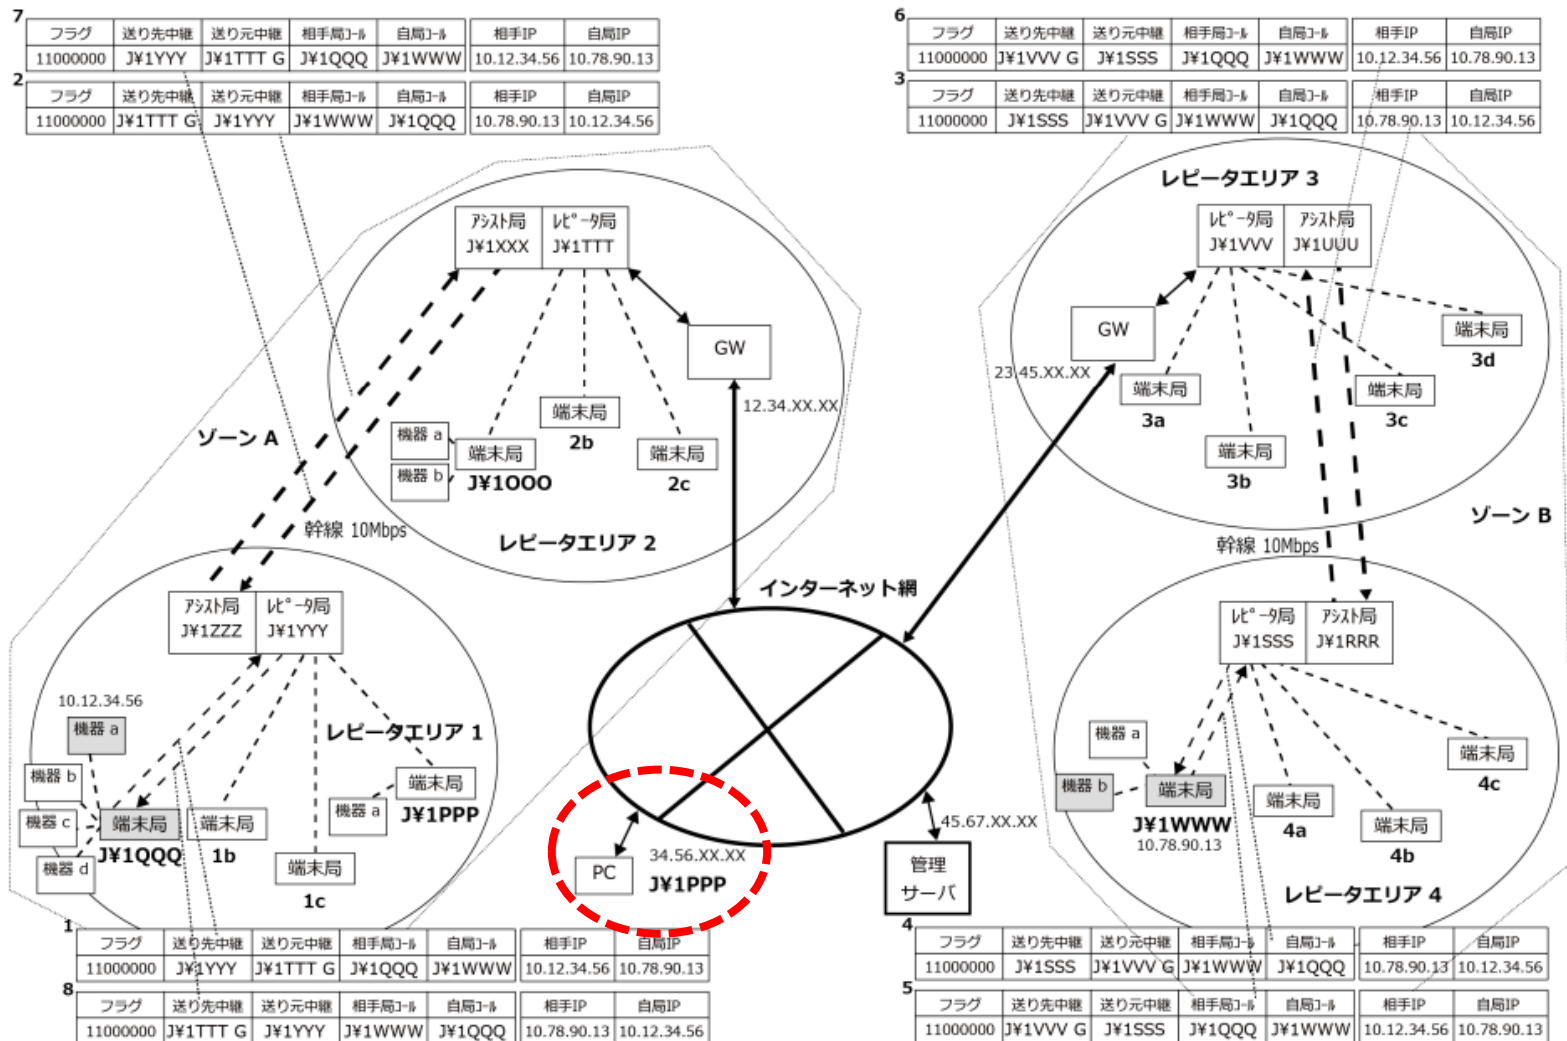 7
フラグ 送り先中継 送り元中継 相手局ｺｰﾙ 自局ｺｰﾙ 相手IP 自局IP
11000000 J¥1YYY J¥1TTT G J¥1QQQ J¥1WWW 10.12.34.56 10.78.90.13
2
フラグ 送り先中継 送り元中継 相手局ｺｰﾙ 自局ｺｰﾙ 相手IP 自局IP
11000000 J¥1TTT G J¥1YYY J¥1WWW J¥1QQQ 10.78.90.13 10.12.34.56
6
フラグ 送り先中継 送り元中継 相手局ｺｰﾙ 自局ｺｰﾙ 相手IP 自局IP
11000000 J¥1VVV G J¥1SSS J¥1QQQ J¥1WWW 10.12.34.56 10.78.90.13
3
フラグ 送り先中継 送り元中継 相手局ｺｰﾙ 自局ｺｰﾙ 相手IP 自局IP
11000000 J¥1SSS J¥1VVV G J¥1WWW J¥1QQQ 10.78.90.13 10.12.34.56
ゾーン A
ｱｼｽﾄ局
J¥1XXX
ﾚﾋﾟｰﾀ局
J¥1TTT
GW
12.34.XX.XX
機器 a
機器 b
端末局
J¥1OOO
端末局
2b
端末局
2c
レピータエリア 2
幹線 10Mbps
レピータエリア 3
ﾚﾋﾟｰﾀ局
J¥1VVV
ｱｼｽﾄ局
J¥1UUU
GW
23.45.XX.XX
端末局
3a
端末局
3b
端末局
3c
端末局
3d
ゾーン B
幹線 10Mbps
インターネット網
ｱｼｽﾄ局
J¥1ZZZ
ﾚﾋﾟｰﾀ局
J¥1YYY
10.12.34.56
機器 a
機器 b
機器 c
機器 d
端末局
J¥1QQQ
端末局
1b
端末局
1c
レピータエリア 1
機器 a
端末局
J¥1PPP
PC
34.56.XX.XX
J¥1PPP
45.67.XX.XX
管理
サーバ
ﾚﾋﾟｰﾀ局
J¥1SSS
ｱｼｽﾄ局
J¥1RRR
機器 a
機器 b
端末局
J¥1WWW
10.78.90.13
端末局
4a
端末局
4b
端末局
4c
レピータエリア 4
1
フラグ 送り先中継 送り元中継 相手局ｺｰﾙ 自局ｺｰﾙ 相手IP 自局IP
11000000 J¥1YYY J¥1TTT G J¥1QQQ J¥1WWW 10.12.34.56 10.78.90.13
8
フラグ 送り先中継 送り元中継 相手局ｺｰﾙ 自局ｺｰﾙ 相手IP 自局IP
11000000 J¥1TTT G J¥1YYY J¥1WWW J¥1QQQ 10.78.90.13 10.12.34.56
4
フラグ 送り先中継 送り元中継 相手局ｺｰﾙ 自局ｺｰﾙ 相手IP 自局IP
11000000 J¥1SSS J¥1VVV G J¥1WWW J¥1QQQ 10.78.90.13 10.12.34.56
5
フラグ 送り先中継 送り元中継 相手局ｺｰﾙ 自局ｺｰﾙ 相手IP 自局IP
11000000 J¥1VVV G J¥1SSS J¥1QQQ J¥1WWW 10.12.34.56 10.78.90.13